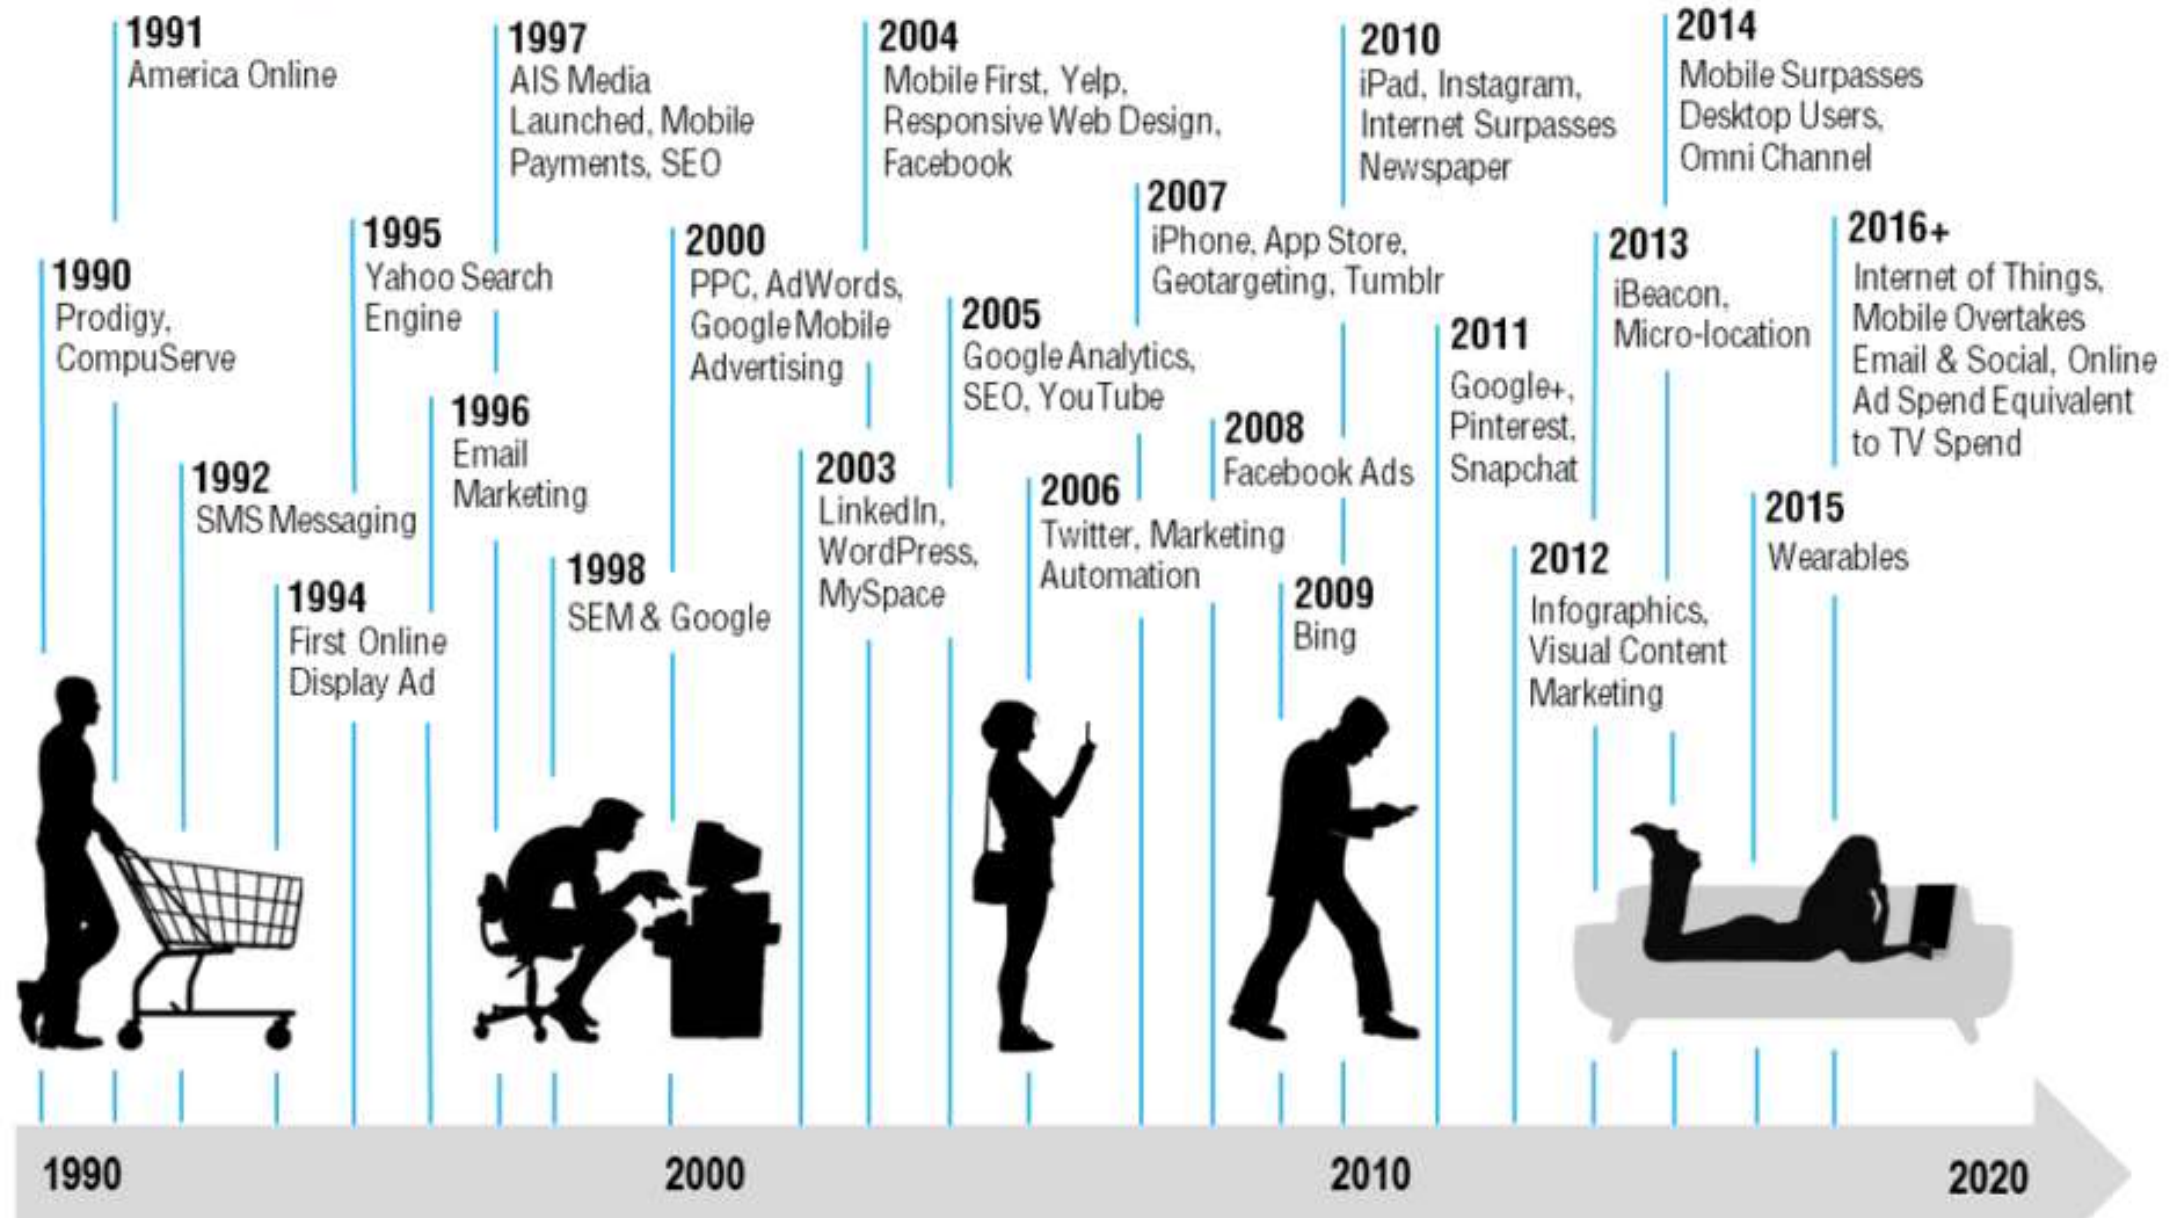 1991
America Online
1997
AIS Media
Launched, Mobile
Payments, SEO
2004
Mobile First, Yelp,
Responsive Web Design,
Facebook
2010
iPad, Instagram,
Internet Surpasses
Newspaper
2014
Mobile Surpasses
Desktop Users,
Omni Channel
1990
Prodigy,
CompuServe
1995
Yahoo Search
Engine
2000
PPC, AdWords,
Google Mobile
Advertising
2007
iPhone, App Store,
Geotargeting, Tumblr
2013
iBeacon,
Micro-location
2016+
Internet of Things,
Mobile Overtakes
Email & Social, Online
Ad Spend Equivalent
to TV Spend
1992
SMS Messaging
1996
Email
Marketing
2003
LinkedIn,
WordPress,
MySpace
2005
Google Analytics,
SEO, YouTube
2008
Facebook Ads
2011
Google+,
Pinterest,
Snapchat
1994
First Online
Display Ad
1998
SEM & Google
2006
Twitter, Marketing
Automation
2009
Bing
2012
Infographics,
Visual Content
Marketing
2015
Wearables
1990
2000
2010
2020